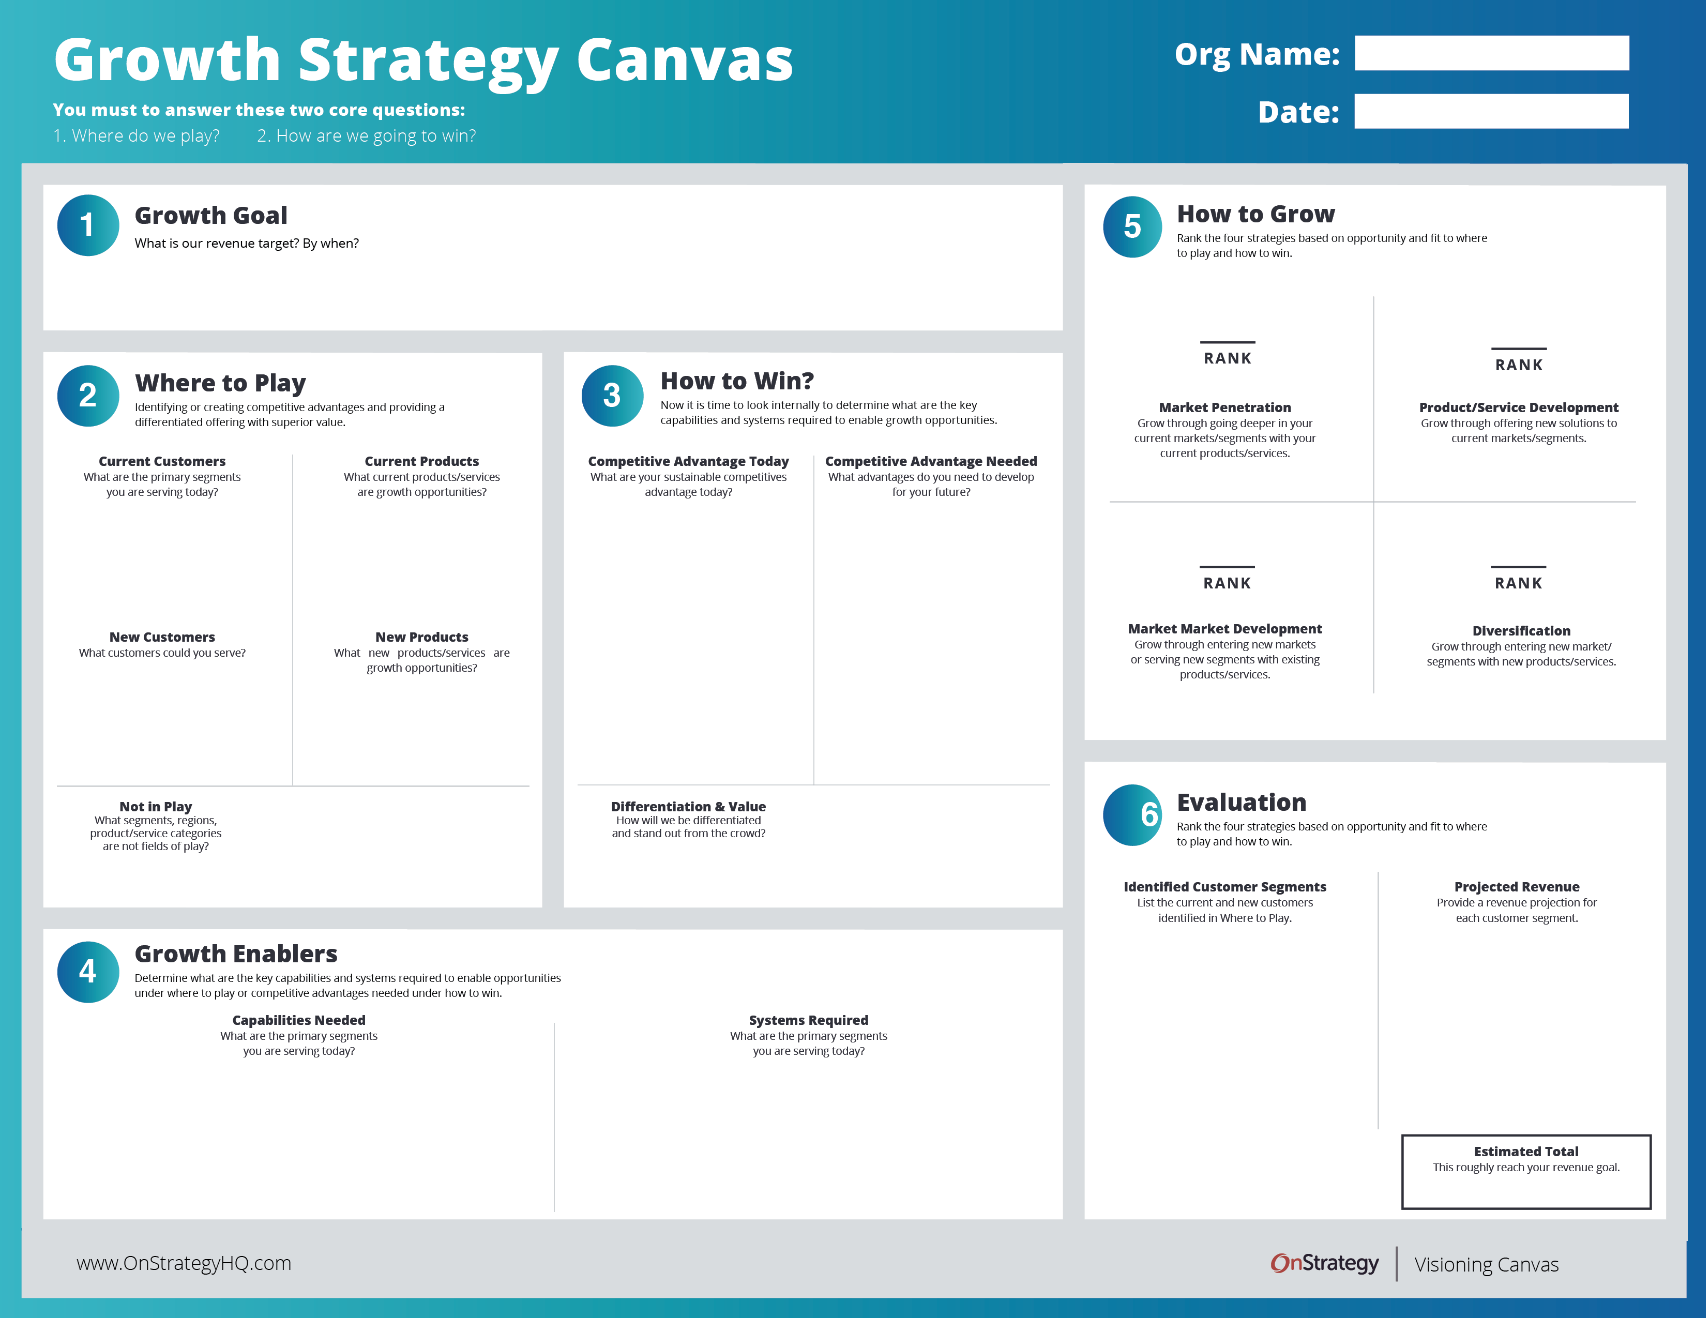 Growth Strategy Canvas
You must to answer these two core questions:
1. Where do we play? 2. How are we going to win?
Org Name:
Date:
1
Growth Goal
What is our revenue target? By when?
2
Where to Play
Identifying or creating competitive advantages and providing a
differentiated offering with superior value.
Current Customers
What are the primary segments
you are serving today?
Current Products
What current products/services
are growth opportunities?
New Customers
What customers could you serve?
New Products
What new products/services are
growth opportunities?
Not in Play
What segments, regions,
product/service categories
are not fields of play?
3
How to Win?
Now it is time to look internally to determine what are the key
capabilities and systems required to enable growth opportunities.
Competitive Advantage Today
What are your sustainable competitives
advantage today?
Competitive Advantage Needed
What advantages do you need to develop
for your future?
Differentiation & Value
How will we be differentiated
and stand out from the crowd?
4
Growth Enablers
Determine what are the key capabilities and systems required to enable opportunities
under where to play or competitive advantages needed under how to win.
Capabilities Needed
What are the primary segments
you are serving today?
Systems Required
What are the primary segments
you are serving today?
5
How to Grow
Rank the four strategies based on opportunity and fit to where
to play and how to win.
RANK
Market Penetration
Grow through going deeper in your
current markets/segments with your
current products/services.
RANK
Product/Service Development
Grow through offering new solutions to
current markets/segments.
RANK
Market Market Development
Grow through entering new markets
or serving new segments with existing
products/services.
RANK
Diversification
Grow through entering new market/
segments with new products/services.
6
Evaluation
Rank the four strategies based on opportunity and fit to where
to play and how to win.
Identified Customer Segments
List the current and new customers
identified in Where to Play.
Projected Revenue
Provide a revenue projection for
each customer segment.
Estimated Total
This roughly reach your revenue goal.
www.OnStrategyHQ.com
OnStrategy
Visioning Canvas